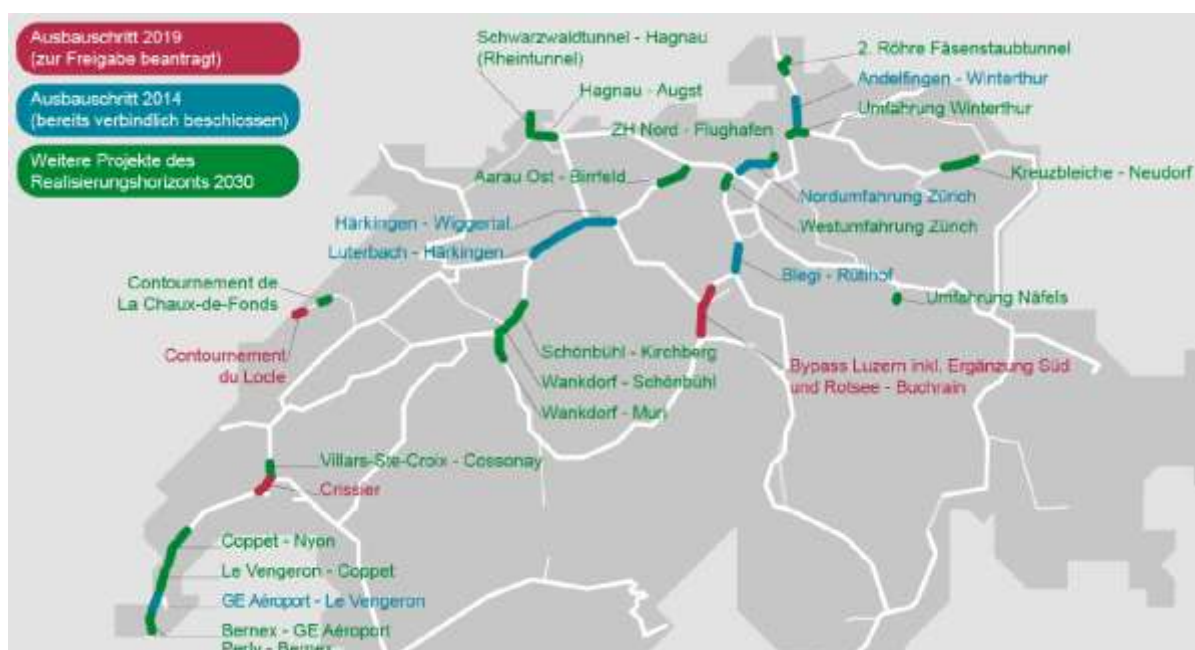 Ausbauschritt 2019
(zur Freigabe beantragt)
Ausbauschritt 2014
(bereits verbindlich beschlossen)
Weitere Projekte des
Realisierungshorizonts 2030
Schwarzwaldtunnel - Hagnau
(Rheintunnel)
Hagnau - Augst
ZH Nord - Flughafen
2. Röhre Fäsenstaubtunnel
Andelfingen - Winterthur
Umfahrung Winterthur
Aarau Ost - Birrfeld
Kreuzbleiche - Neudorf
Nordumfahrung Zürich
Westumfahrung Zürich
Härkingen - Wiggertal
Luterbach - Härkingen
Blegi - Rütihof
Contournement de
La Chaux-de-Fonds
Umfahrung Näfels
Contournement
du Locle
Schönbühl - Kirchberg
Wankdorf - Schönbühl
Wankdorf - Muri
Bypass Luzern inkl. Ergänzung Süd
und Rotsee - Buchrain
Villars-Ste-Croix - Cossonay
Crissier
Coppet - Nyon
Le Vengeron - Coppet
GE Aéroport - Le Vengeron
Bernex - GE Aéroport
Perly - Bernex